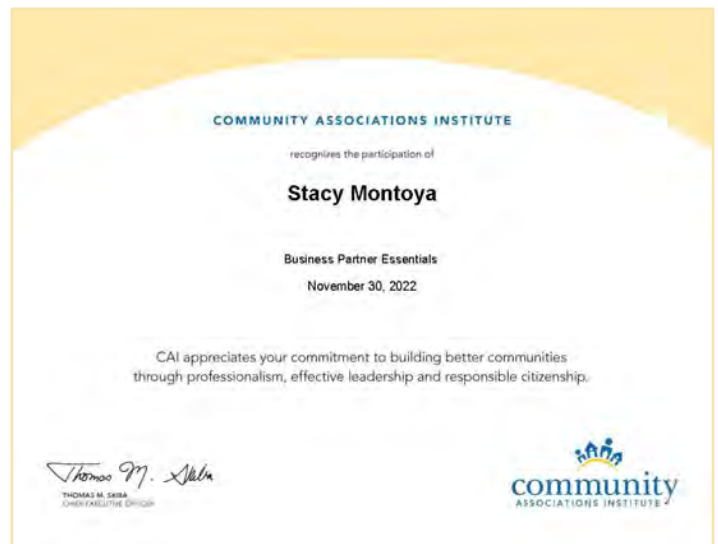 COMMUNITY ASSOCIATIONS INSTITUTE
recognizes the participation of
Stacy Montoya
Business Partner Essentials
November 30, 2022
CAI appreciates your commitment to building better communities
through professionalism, effective leadership and responsible citizenship.
Thomas M. Skiba
THOMAS M. SKIBA
CHIEF EXECUTIVE OFFICER
community
ASSOCIATIONS INSTITUTE